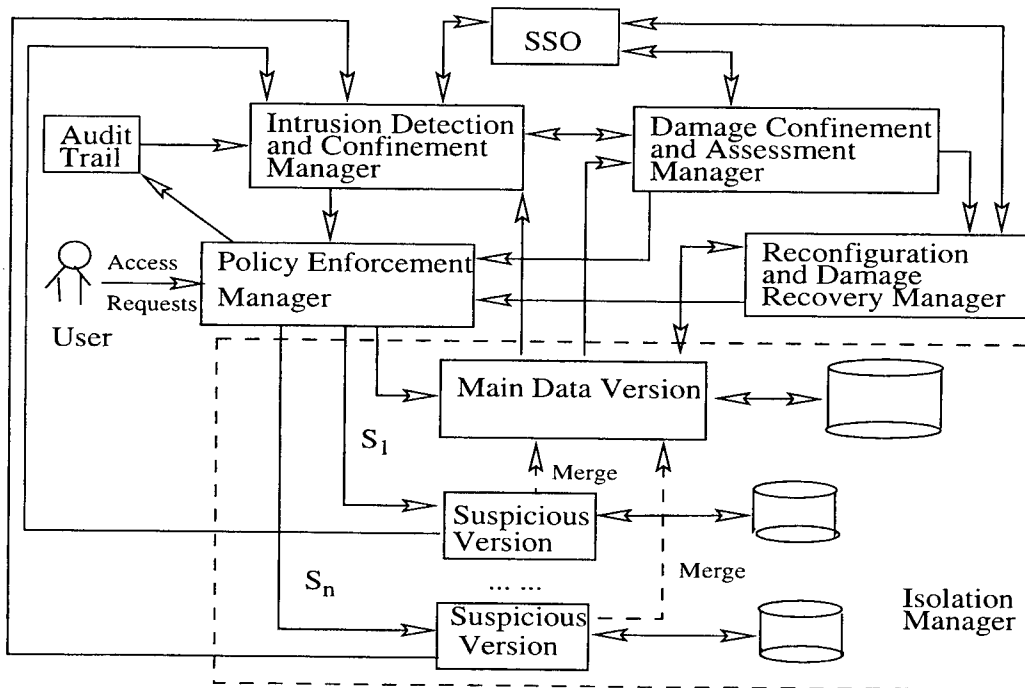 SSO
Audit
Trail
Intrusion Detection
and Confinement
Manager
Damage Confinement
and Assessment
Manager
Access
Requests
User
Policy Enforcement
Manager
Reconfiguration
and Damage
Recovery Manager
Main Data Version
S1
Merge
Suspicious
Version
Sn
Merge
... ...
Suspicious
Version
Isolation
Manager